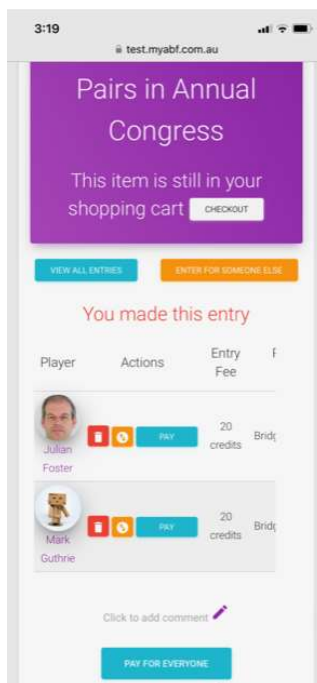 3:19
test.myabf.com.au
Pairs in Annual
Congress
This item is still in your
shopping cart CHECKOUT
VIEW ALL ENTRIES ENTER FOR SOMEONE ELSE
You made this entry
Player Actions Entry
Fee
Julian
Foster
PAY 20
credits
Mark
Guthrie
PAY 20
credits
Click to add comment
PAY FOR EVERYONE